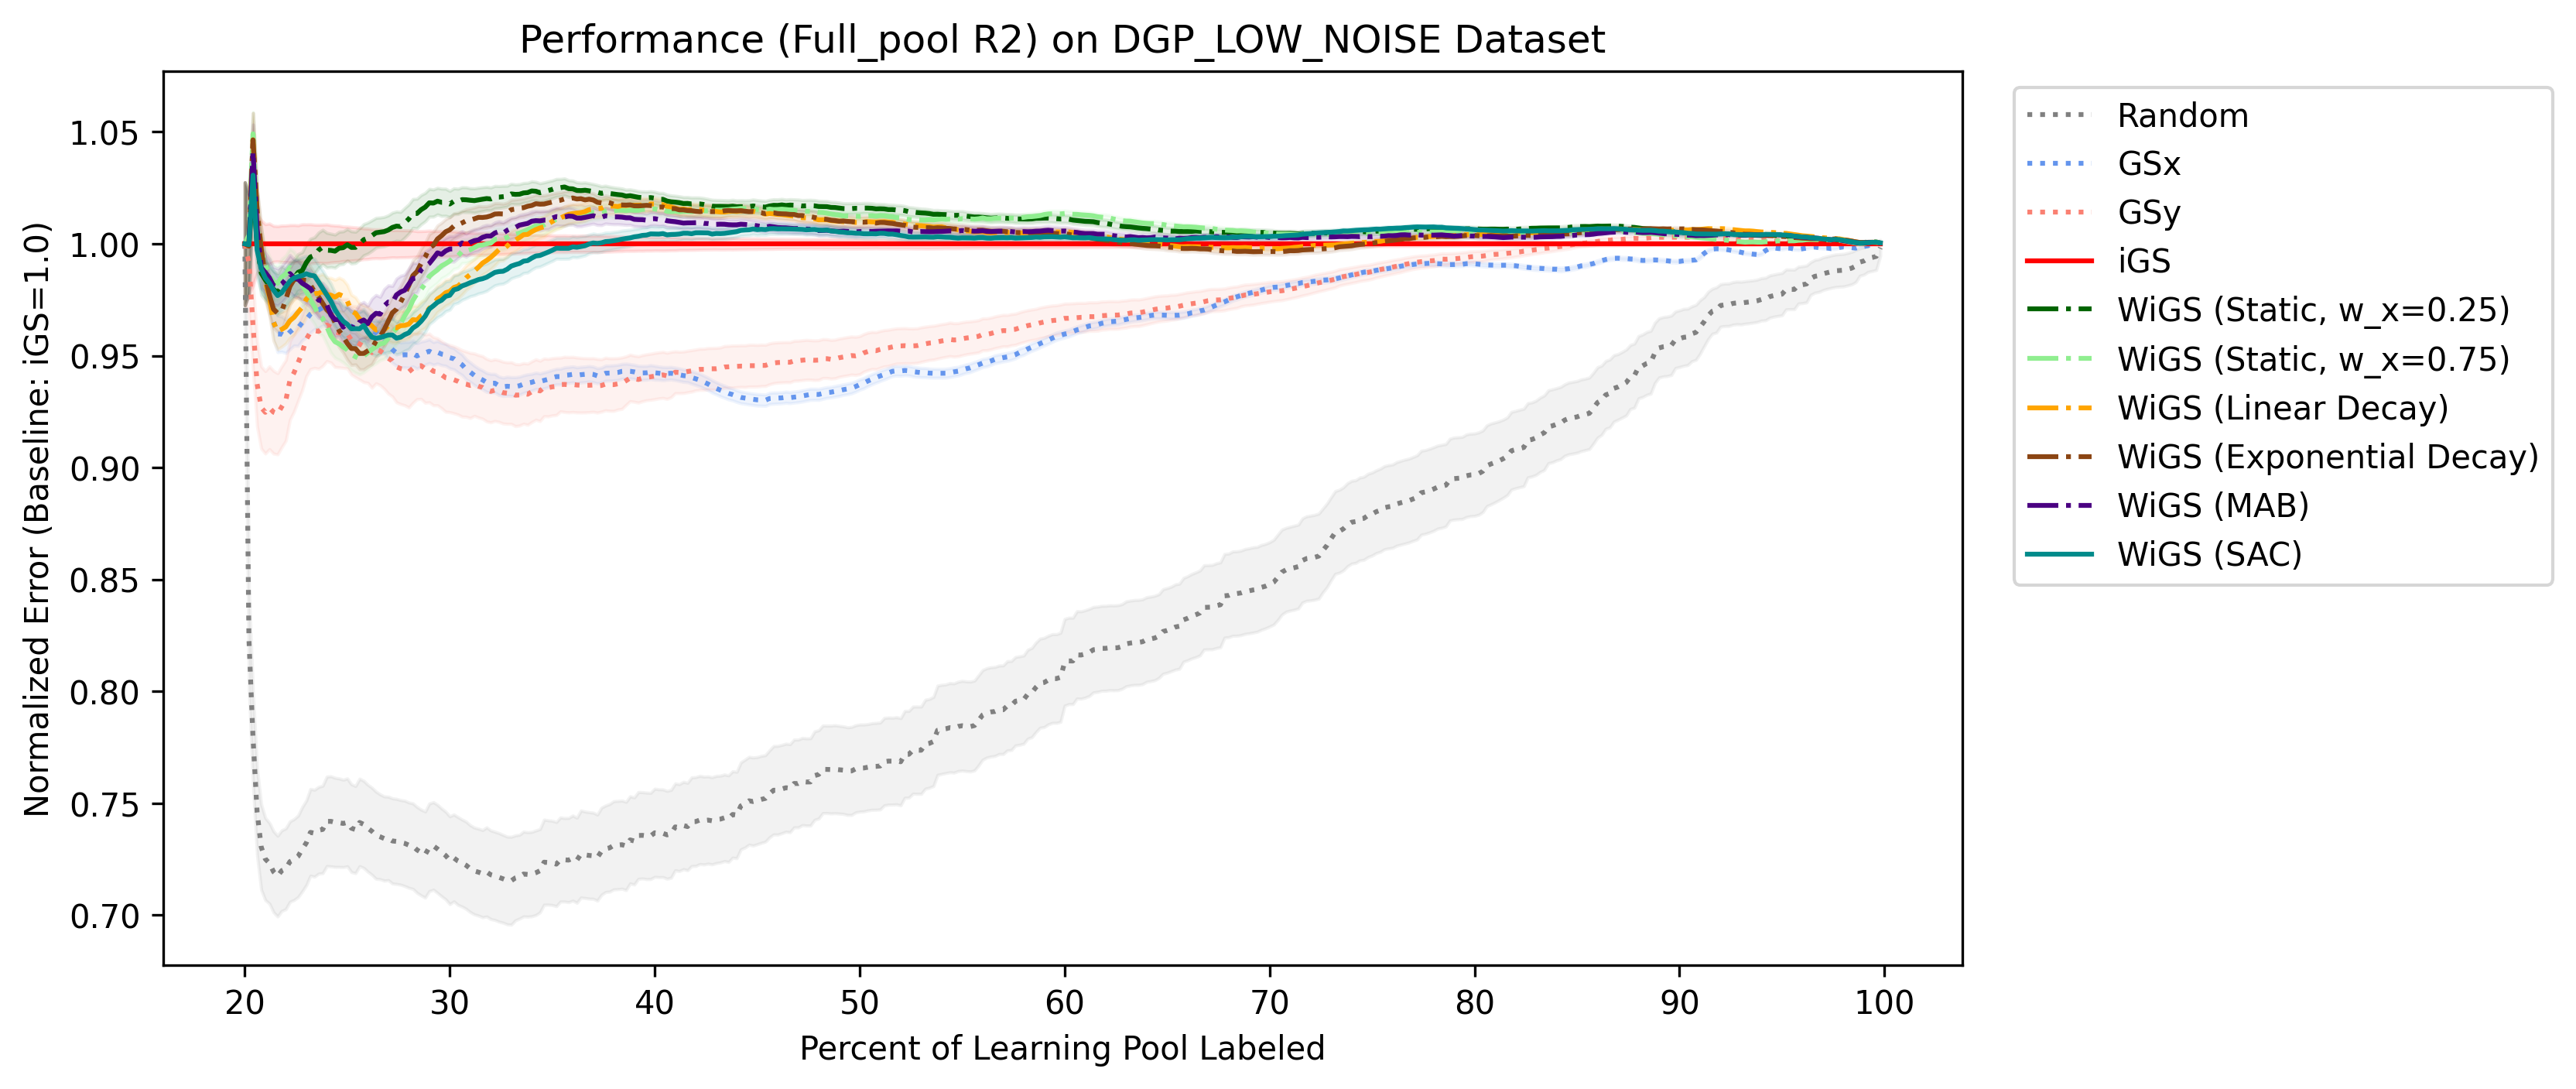 Performance (Full_pool R2) on DGP_LOW_NOISE Dataset
Normalized Error (Baseline: iGS=1.0)
1.05
1.00
0.95
0.90
0.85
0.80
0.75
0.70
20 30 40 50 60 70 80 90 100
Percent of Learning Pool Labeled
Random
GSx
GSy
iGS
WiGS (Static, w_x=0.25)
WiGS (Static, w_x=0.75)
WiGS (Linear Decay)
WiGS (Exponential Decay)
WiGS (MAB)
WiGS (SAC)